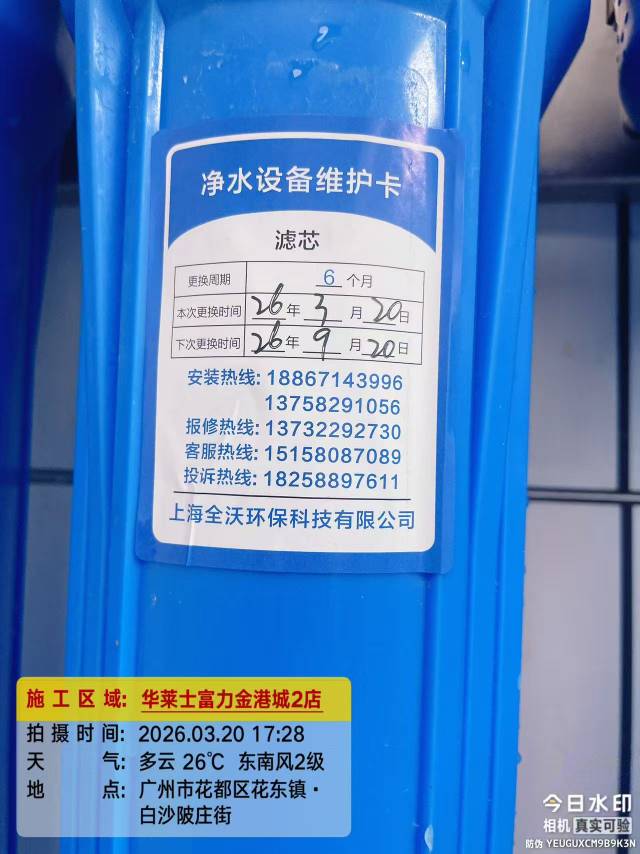 净水设备维护卡
滤芯
更换周期 6 个月
本次更换时间 26 年 3 月 20 日
下次更换时间 26 年 9 月 20 日
安装热线: 18867143996
13758291056
报修热线: 13732292730
客服热线: 15158087089
投诉热线: 18258897611
上海全沃环保科技有限公司
施工区域: 华莱士富力金港城2店
拍摄时间: 2026.03.20 17:28
天气: 多云 26℃ 东南风2级
地点: 广州市花都区花东镇·
白沙陂庄街
今日水印
相机 真实可验
防伪 YEUGUXCM9B9K3N